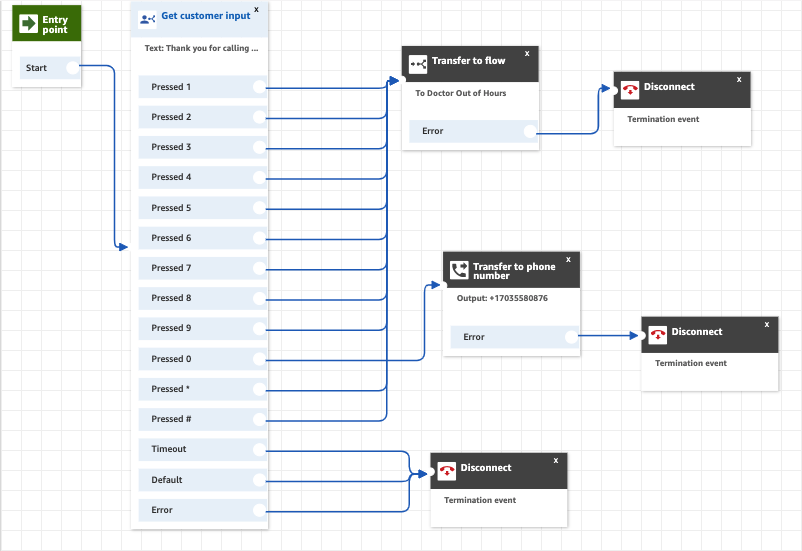 Entry
point
Start
Get customer input
x
Text: Thank you for calling ...
Pressed 1
Pressed 2
Pressed 3
Pressed 4
Pressed 5
Pressed 6
Pressed 7
Pressed 8
Pressed 9
Pressed 0
Pressed *
Pressed #
Timeout
Default
Error
Transfer to flow
x
To Doctor Out of Hours
Error
Disconnect
x
Termination event
Transfer to phone
number
x
Output: +17035580876
Error
Disconnect
x
Termination event
Disconnect
x
Termination event